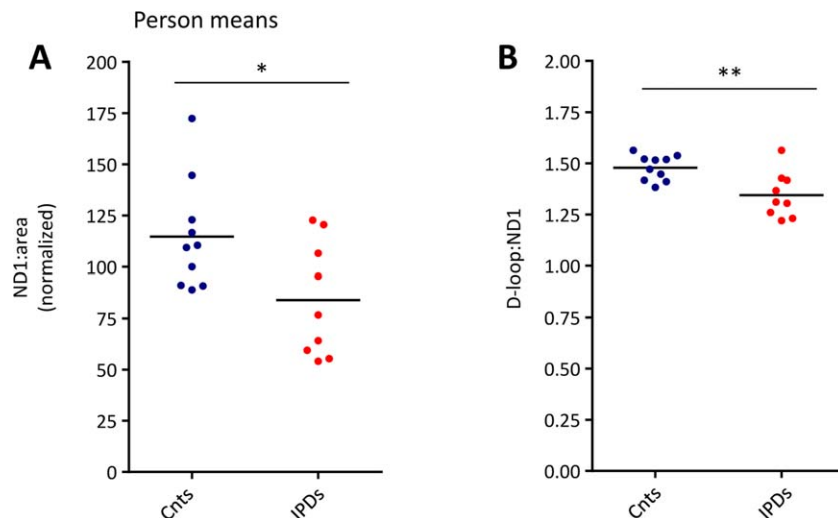 Person means
A
200
175
150
125
100
75
50
25
0
ND1:area
(normalized)
*
Cnts
IPDs
B
2.00
1.75
1.50
1.25
1.00
0.75
0.50
0.25
0.00
D-loop:ND1
**
Cnts
IPDs